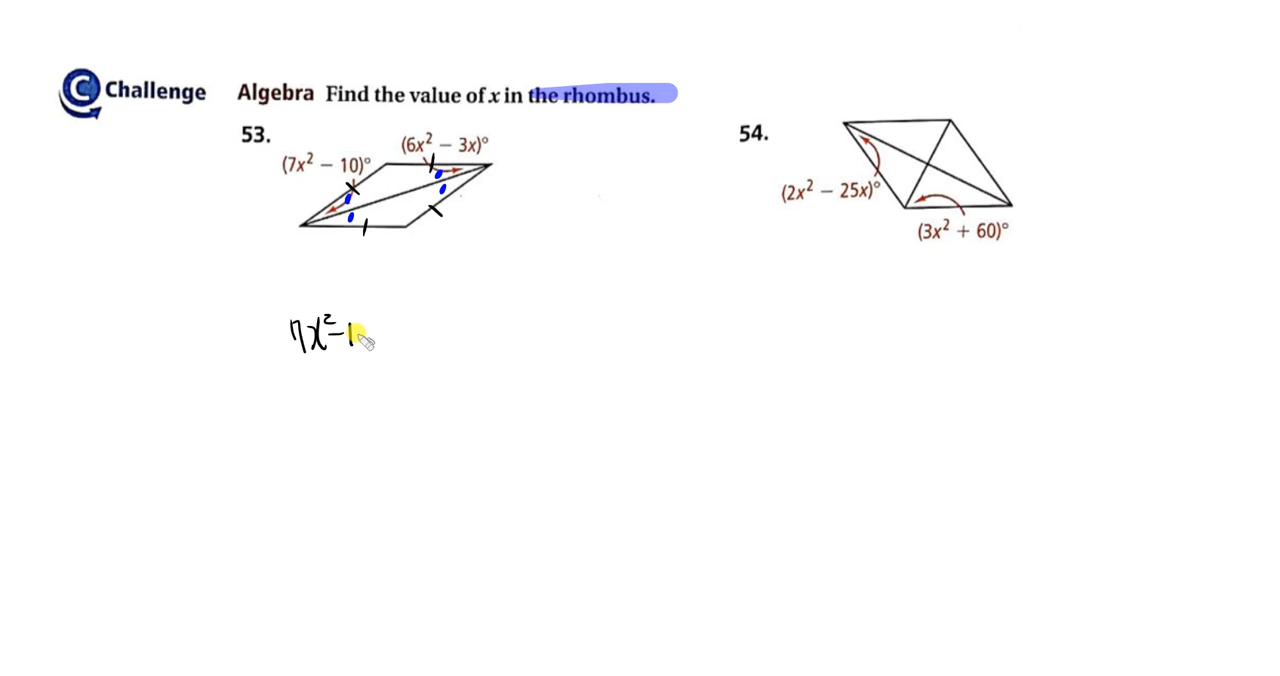 C Challenge Algebra Find the value of x in the rhombus.
53.
(7x² − 10)°
(6x² − 3x)°
54.
(2x² − 25x)°
(3x² + 60)°
7x²−1